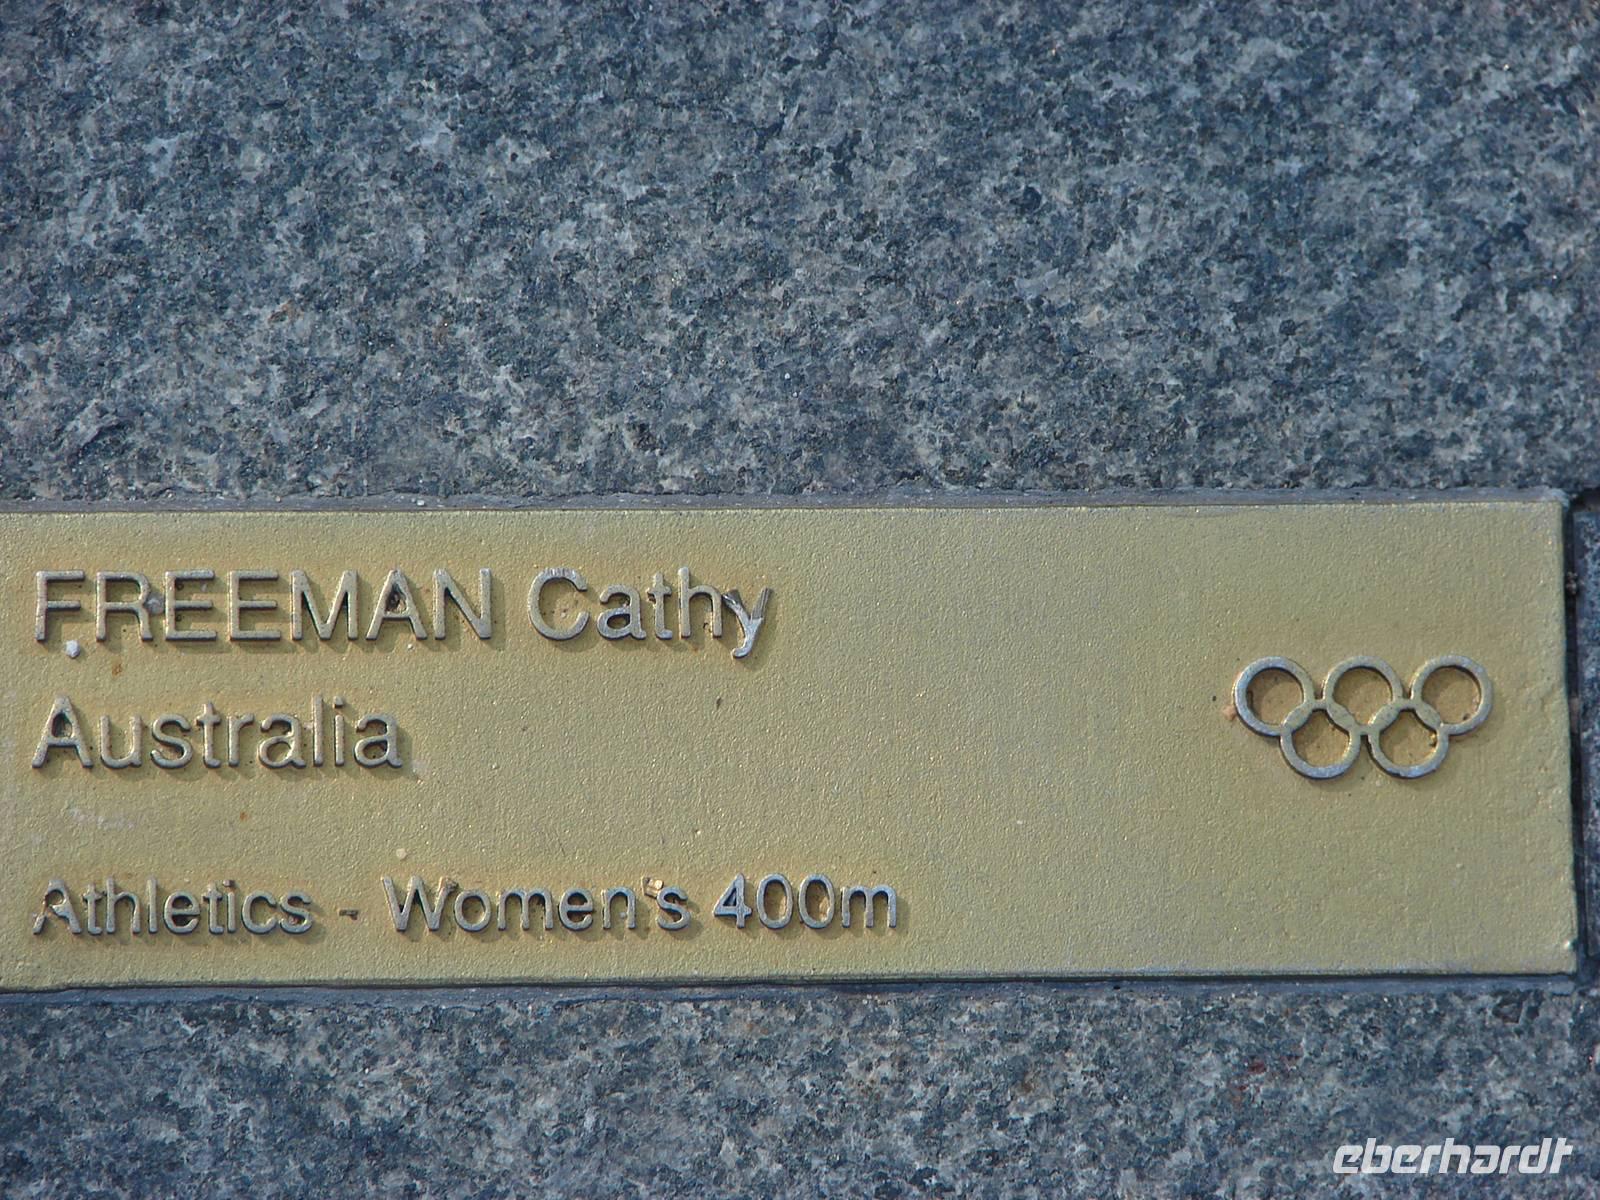 FREEMAN Cathy
Australia
Athletics - Women's 400m
eberhardt